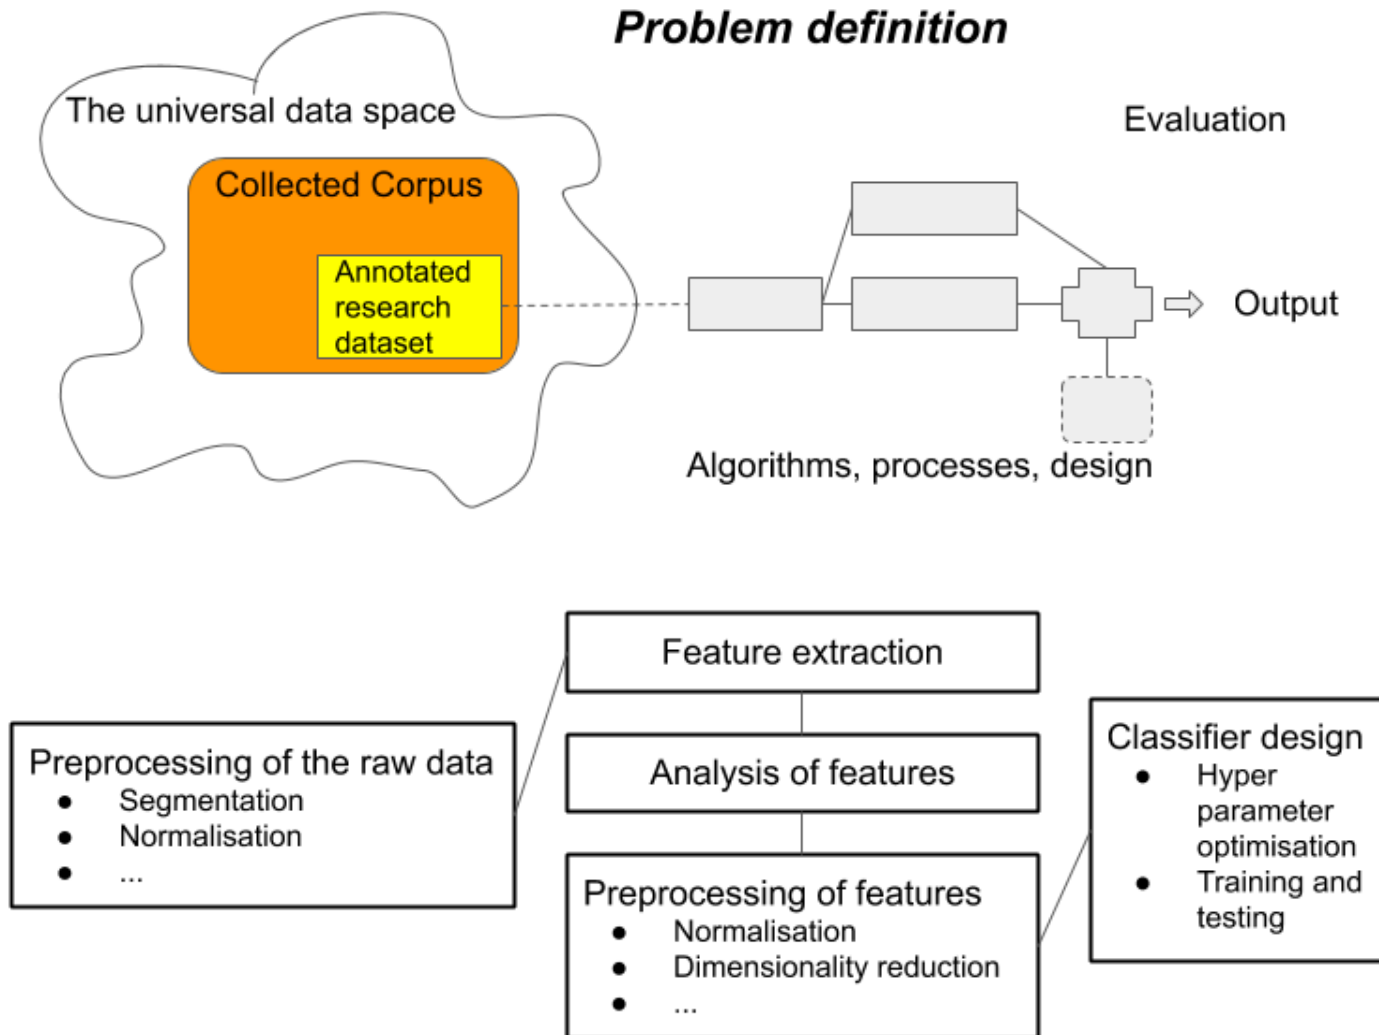 Problem definition
The universal data space
Evaluation
Collected Corpus
Annotated
research
dataset
Output
Algorithms, processes, design
Feature extraction
Preprocessing of the raw data
● Segmentation
● Normalisation
● ...
Analysis of features
Preprocessing of features
● Normalisation
● Dimensionality reduction
● ...
Classifier design
● Hyper
parameter
optimisation
● Training and
testing